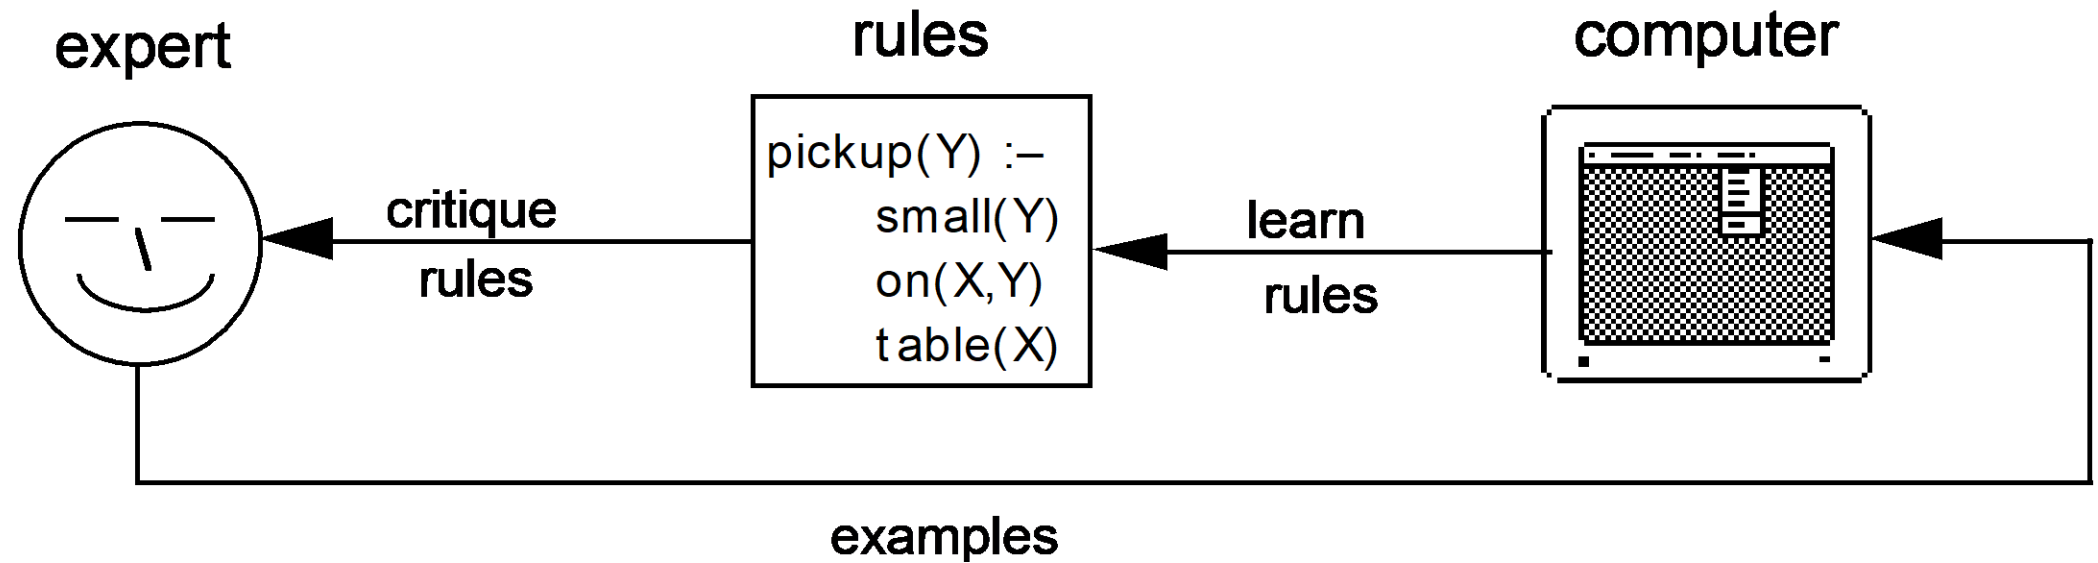 expert
rules
computer
critique
rules
pickup(Y) :–
small(Y)
on(X,Y)
table(X)
learn
rules
examples